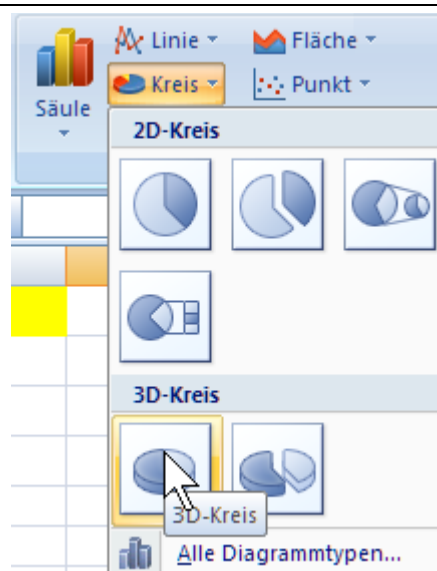 Linie Fläche
Kreis Punkt
Säule
2D-Kreis
3D-Kreis
3D-Kreis
Alle Diagrammtypen...